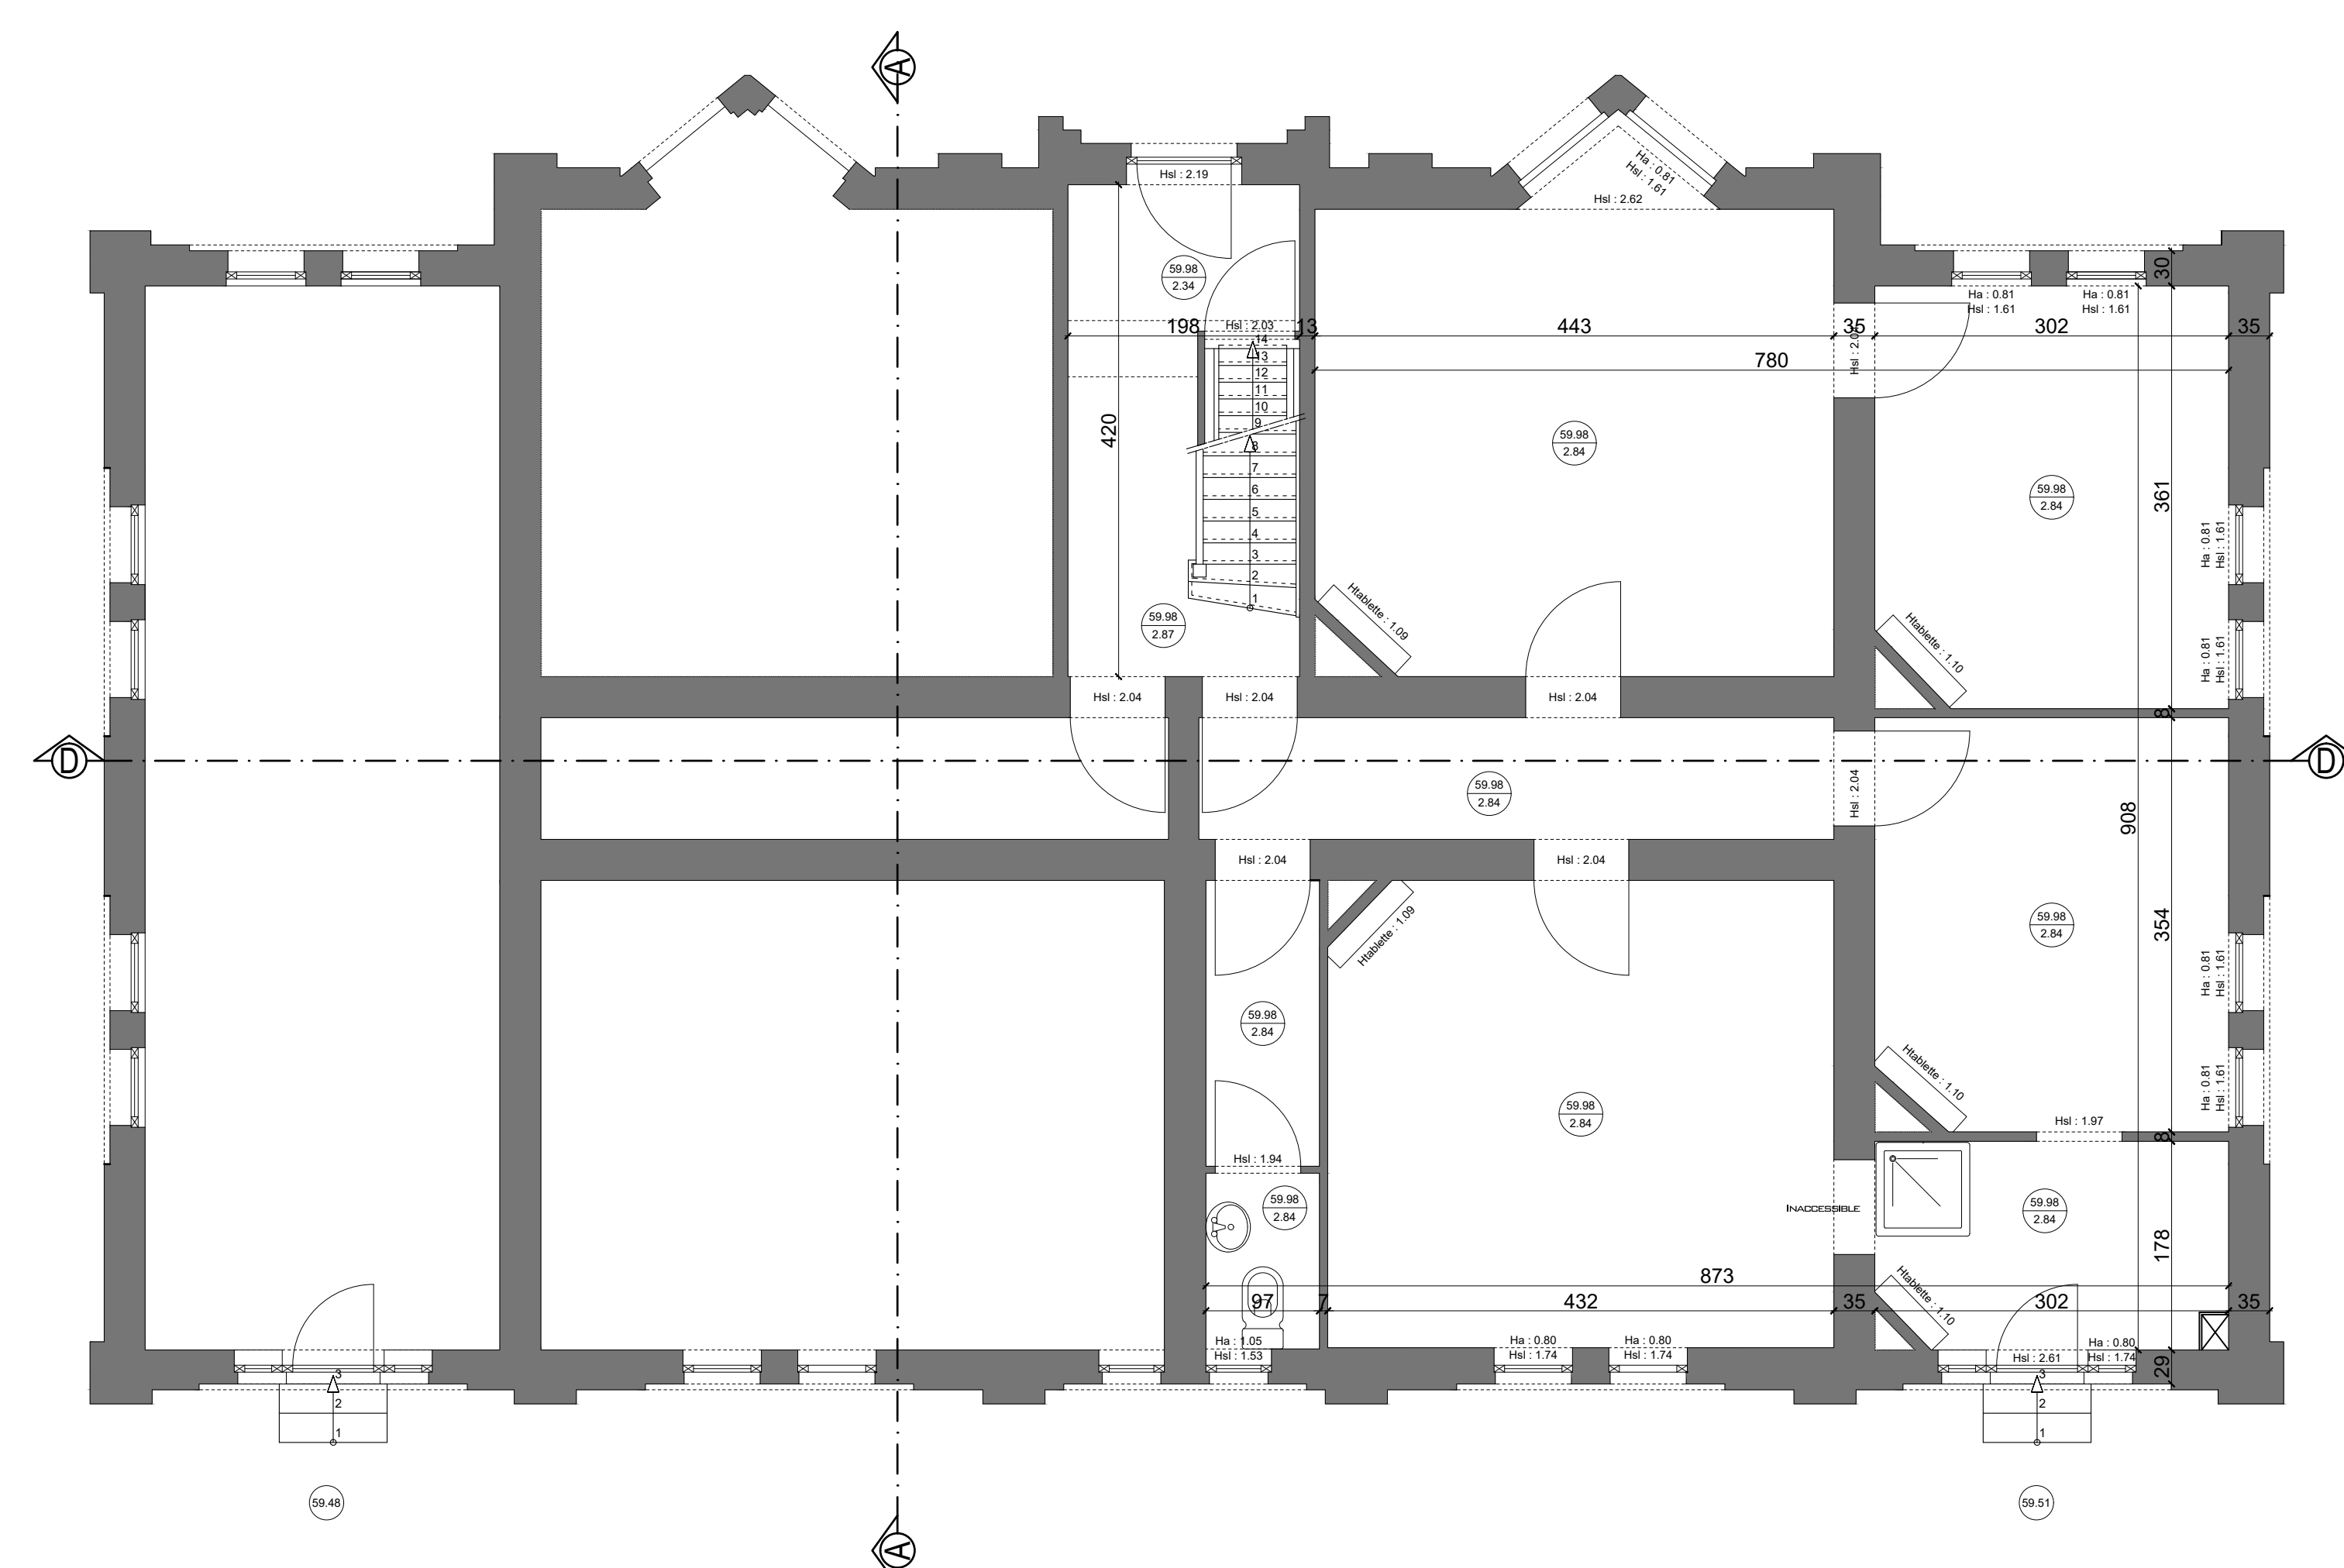 A
Hsl : 2.19
Ha : 0.81
Hsl : 1.61
Hsl : 2.62
59.98
2.34
30
Ha : 0.81
Hsl : 1.61
Ha : 0.81
Hsl : 1.61
198
Hsl : 2.03
13
443
35
302
35
Hsl : 2.04
780
14
13
12
11
10
9
8
7
6
5
4
3
2
1
420
59.98
2.84
59.98
2.84
361
Ha : 0.81
Hsl : 1.61
Htablette : 1.09
59.98
2.87
Htablette : 1.10
Ha : 0.81
Hsl : 1.61
Hsl : 2.04
Hsl : 2.04
Hsl : 2.04
8
D
D
59.98
2.84
Hsl : 2.04
908
Hsl : 2.04
Hsl : 2.04
Htablette : 1.09
59.98
2.84
354
Ha : 0.81
Hsl : 1.61
59.98
2.84
59.98
2.84
Htablette : 1.10
Ha : 0.81
Hsl : 1.61
Hsl : 1.97
8
Hsl : 1.94
59.98
2.84
INACCESSIBLE
59.98
2.84
178
873
97
7
432
35
Htablette : 1.10
302
35
Ha : 1.05
Hsl : 1.53
Ha : 0.80
Hsl : 1.74
Ha : 0.80
Hsl : 1.74
Hsl : 2.61
Ha : 0.80
Hsl : 1.74
29
3
2
1
3
2
1
59.48
59.51
A